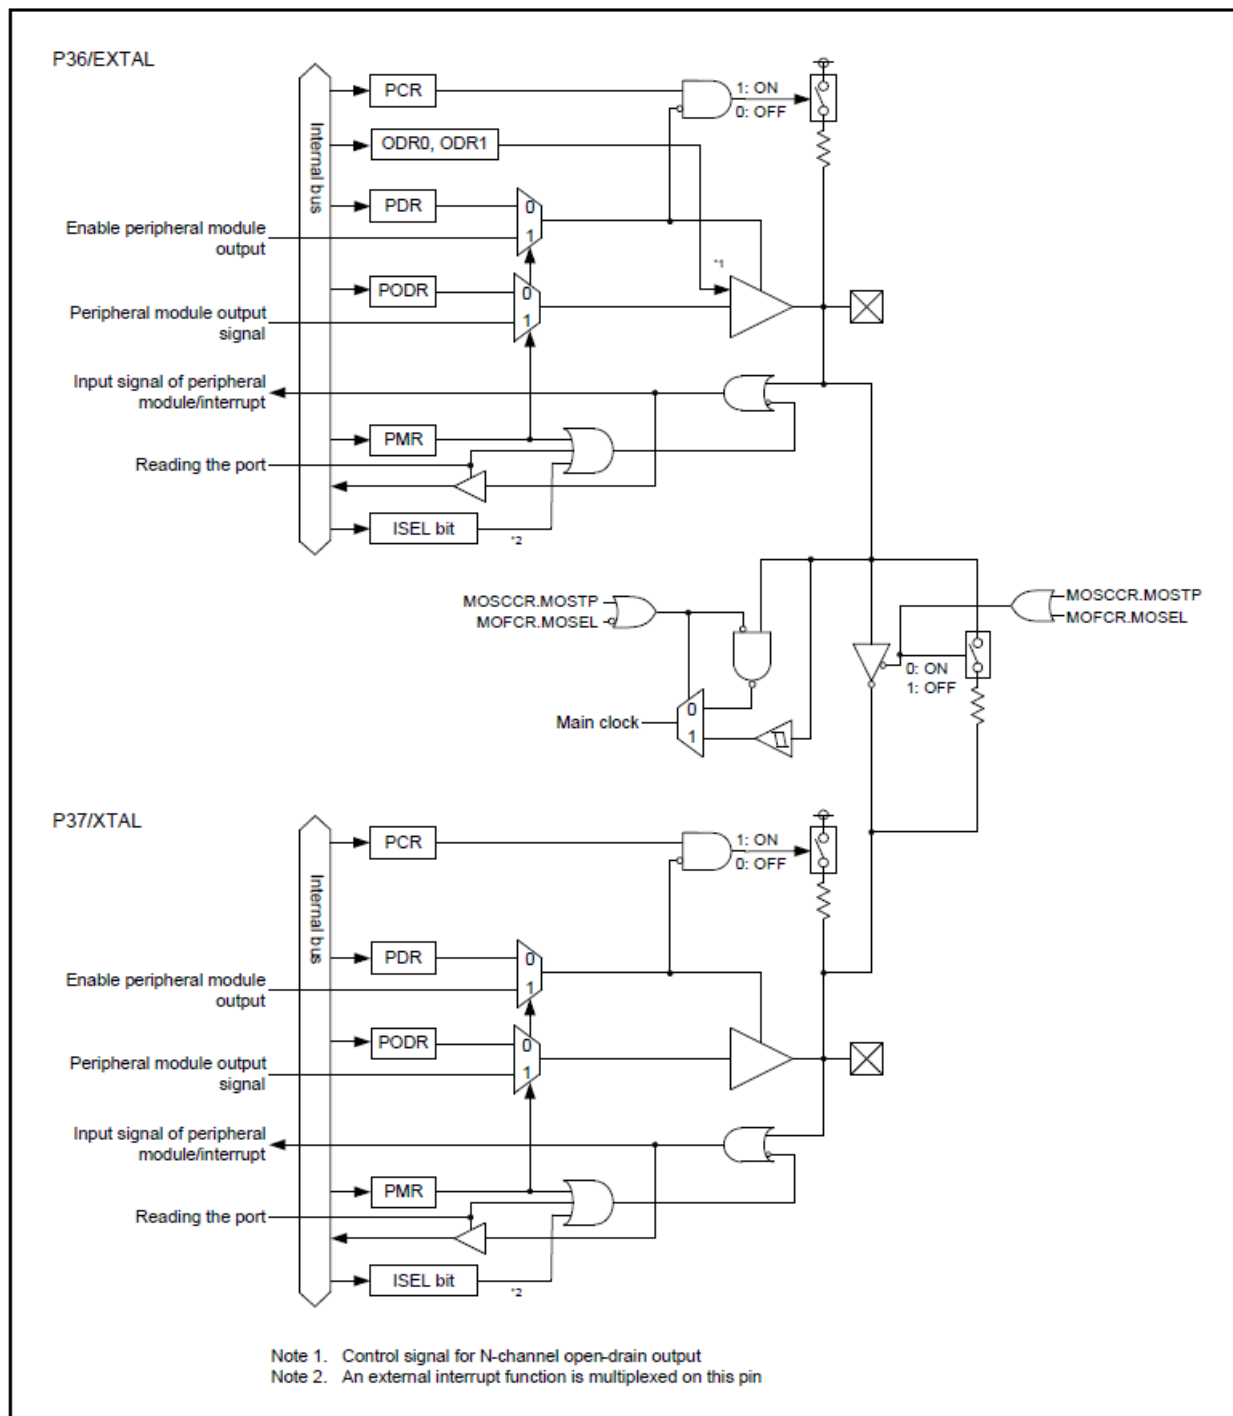 P36/EXTAL
Internal bus
PCR
1: ON
0: OFF
ODR0, ODR1
PDR
0
1
Enable peripheral module
output
*1
PODR
0
1
Peripheral module output
signal
Input signal of peripheral
module/interrupt
PMR
Reading the port
ISEL bit
*2
MOSCCR.MOSTP
MOFCR.MOSEL
MOSCCR.MOSTP
MOFCR.MOSEL
0: ON
1: OFF
Main clock
0
1
P37/XTAL
Internal bus
PCR
1: ON
0: OFF
PDR
0
1
Enable peripheral module
output
PODR
0
1
Peripheral module output
signal
Input signal of peripheral
module/interrupt
PMR
Reading the port
ISEL bit
*2
Note 1. Control signal for N-channel open-drain output
Note 2. An external interrupt function is multiplexed on this pin